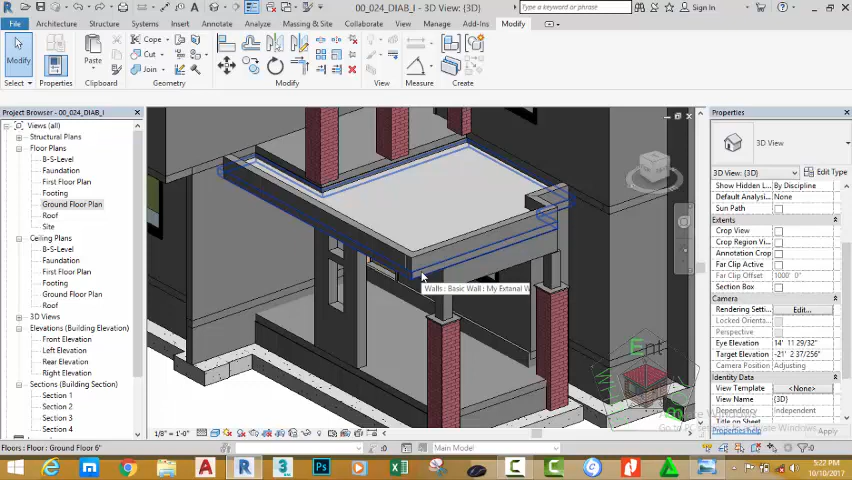 00_024_DIAB_I - 3D View: {3D}
Type a keyword or phrase
Sign In
File
Architecture
Structure
Systems
Insert
Annotate
Analyze
Massing & Site
Collaborate
View
Manage
Add-Ins
Modify
Modify
Properties
Paste
Cope
Cut
Join
Measure
Create
Select
Properties
Clipboard
Geometry
Modify
View
Measure
Create
Project Browser - 00_024_DIAB_I
Views (all)
Structural Plans
Floor Plans
B-S-Level
Faundation
First Floor Plan
Footing
Ground Floor Plan
Roof
Site
Ceiling Plans
B-S-Level
Faundation
First Floor Plan
Footing
Ground Floor Plan
Roof
3D Views
Elevations (Building Elevation)
Front Elevation
Left Elevation
Rear Elevation
Right Elevation
Sections (Building Section)
Section 1
Section 2
Section 3
Section 4
Walls : Basic Wall : My Extanal W
Properties
3D View
3D View: {3D}
Edit Type
Show Hidden L...
By Discipline
Default Analysi...
None
Sun Path
Extents
Crop View
Crop Region Vi...
Annotation Crop
Far Clip Active
Far Clip Offset
1000' 0"
Section Box
Camera
Rendering Setti...
Edit...
Locked Orienta...
Perspective
Eye Elevation
14' 11 29/32"
Target Elevation
-21' 2 37/256"
Camera Position
Adjusting
Identity Data
View Template
<None>
View Name
{3D}
Dependency
Independent
Properties help
Apply
1/8" = 1'-0"
Floors : Floor : Ground Floor 6"
:0
Main Model
:0
5:22 PM
10/10/2017